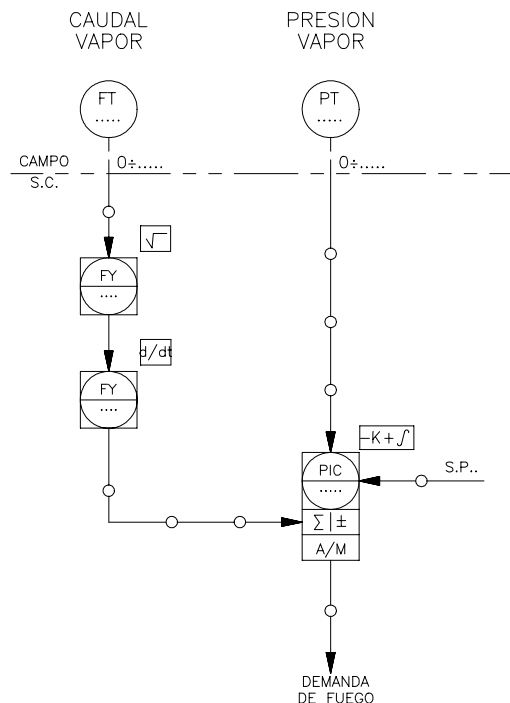 CAUDAL
VAPOR
PRESION
VAPOR
FT
.....
PT
.....
CAMPO
S.C.
0÷.....
0÷.....
√
FY
....
d/dt
FY
....
-K+∫
PIC
.....
S.P..
Σ|±
A/M
DEMANDA
DE FUEGO